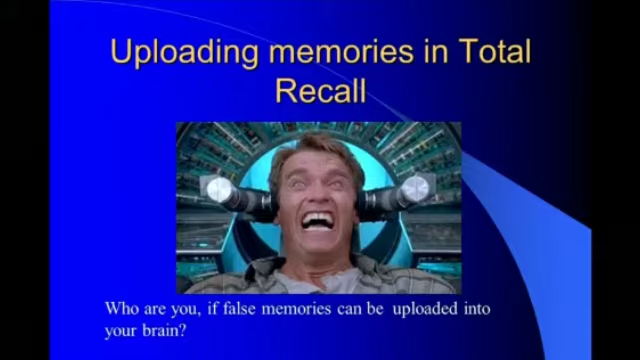 Uploading memories in Total
Recall
Who are you, if false memories can be uploaded into
your brain?